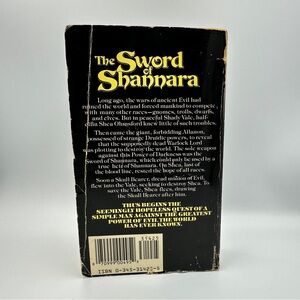 The Sword
of
Shannara
Long ago, the wars of ancient Evil had
ruined the world and forced mankind to compete
with many other races—gnomes, trolls, dwarfs,
and elves. But in peaceful Shady Vale, half-
elfin Shea Ohmsford knew little of such troubles.
Then came the giant, forbidding Allanon,
possessed of strange Druidic powers, to reveal
that the supposedly dead Warlock Lord
was plotting to destroy the world. The sole weapon
against this Power of Darkness was the
Sword of Shannara, which could only be used by a
true heir of Shannara. On Shea, last of
the blood line, rested the hope of all races.
Soon a Skull Bearer, dread minion of Evil,
flew into the Vale, seeking to destroy Shea. To
save the Vale, Shea flees, drawing
the Skull Bearer after him.
THUS BEGINS THE
SEEMINGLY HOPELESS QUEST OF A
SIMPLE MAN AGAINST THE GREATEST
POWER OF EVIL THE WORLD
HAS EVER KNOWN.
31425
ISBN 0-345-31425-5